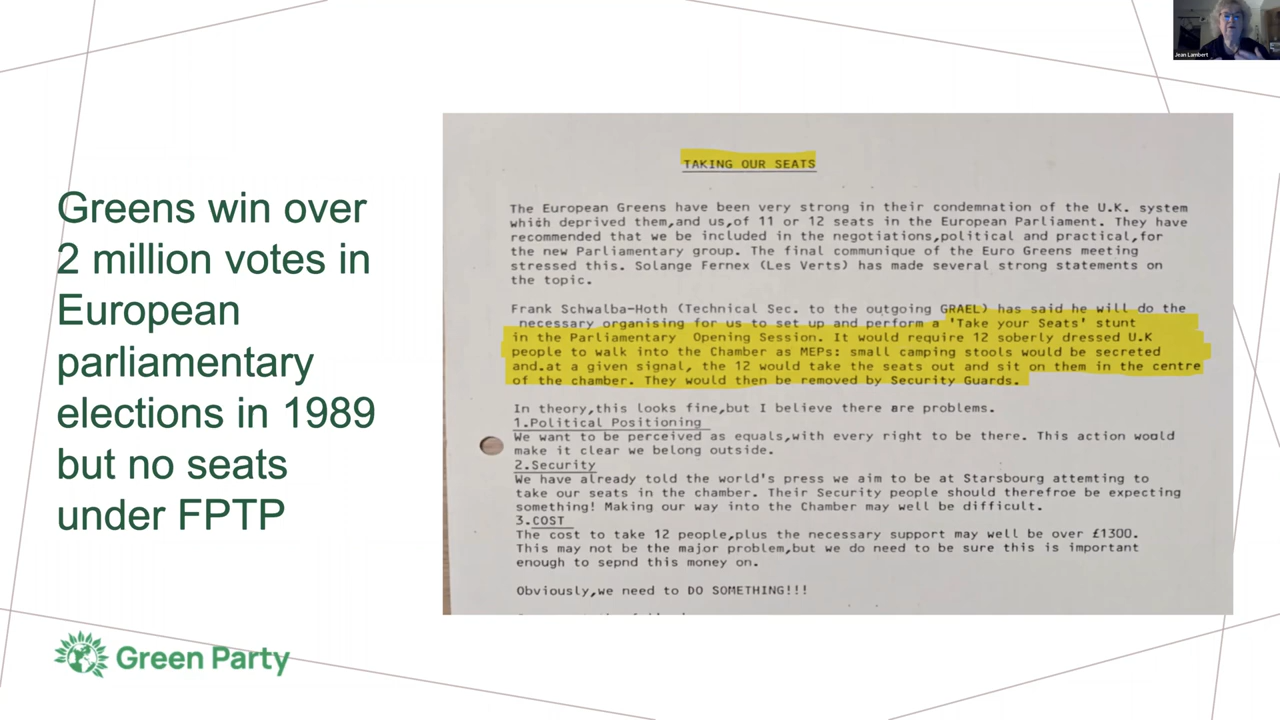 Jean Lambert
Greens win over
2 million votes in
European
parliamentary
elections in 1989
but no seats
under FPTP
TAKING OUR SEATS
The European Greens have been very strong in their condemnation of the U.K. system
which deprived them,and us,of 11 or 12 seats in the European Parliament. They have
recommended that we be included in the negotiations,political and practical,for
the new Parliamentary group. The final communique of the Euro Greens meeting
stressed this. Solange Fernex (Les Verts) has made several strong statements on
the topic.
Frank Schwalba-Hoth (Technical Sec. to the outgoing GRAEL) has said he will do the
necessary organising for us to set up and perform a 'Take your Seats' stunt
in the Parliamentary Opening Session. It would require 12 soberly dressed U.K
people to walk into the Chamber as MEPs: small camping stools would be secreted
and.at a given signal, the 12 would take the seats out and sit on them in the centre
of the chamber. They would then be removed by Security Guards.
In theory,this looks fine,but I believe there are problems.
1.Political Positioning
We want to be perceived as equals,with every right to be there. This action would
make it clear we belong outside.
2.Security
We have already told the world's press we aim to be at Starsbourg attemting to
take our seats in the chamber. Their Security people should therefroe be expecting
something! Making our way into the Chamber may well be difficult.
3.COST
The cost to take 12 people,plus the necessary support may well be over £1300.
This may not be the major problem,but we do need to be sure this is important
enough to sepnd this money on.
Obviously,we need to DO SOMETHING!!!
Green Party